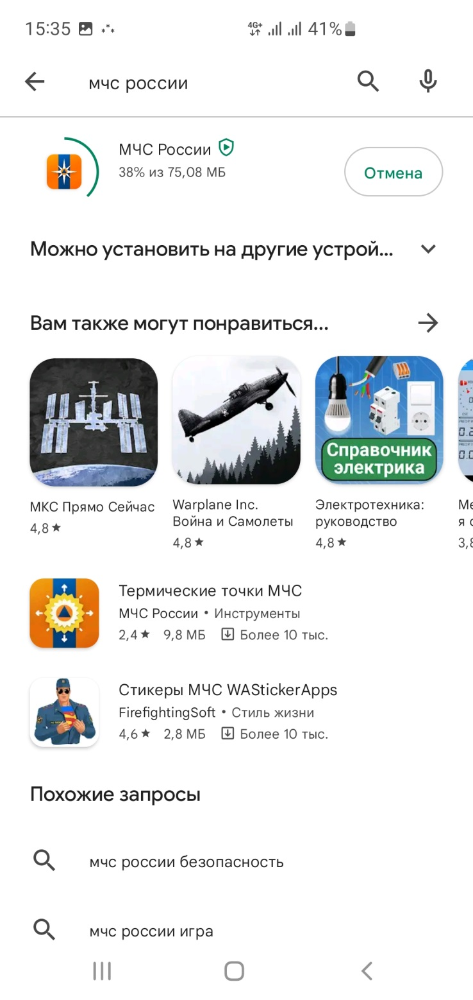 15:35
4G+ 41%
мчс россии
МЧС России
38% из 75,08 МБ
Отмена
Можно установить на другие устрой...
Вам также могут понравиться...
Справочник
электрика
МКС Прямо Сейчас
4,8★
Warplane Inc.
Война и Самолеты
4,8★
Электротехника:
руководство
4,8★
я
3,8
Термические точки МЧС
МЧС России • Инструменты
2,4★ 9,8 МБ Более 10 тыс.
Стикеры МЧС WAStickerApps
FirefightingSoft • Стиль жизни
4,6★ 2,8 МБ Более 10 тыс.
Похожие запросы
мчс россии безопасность
мчс россии игра